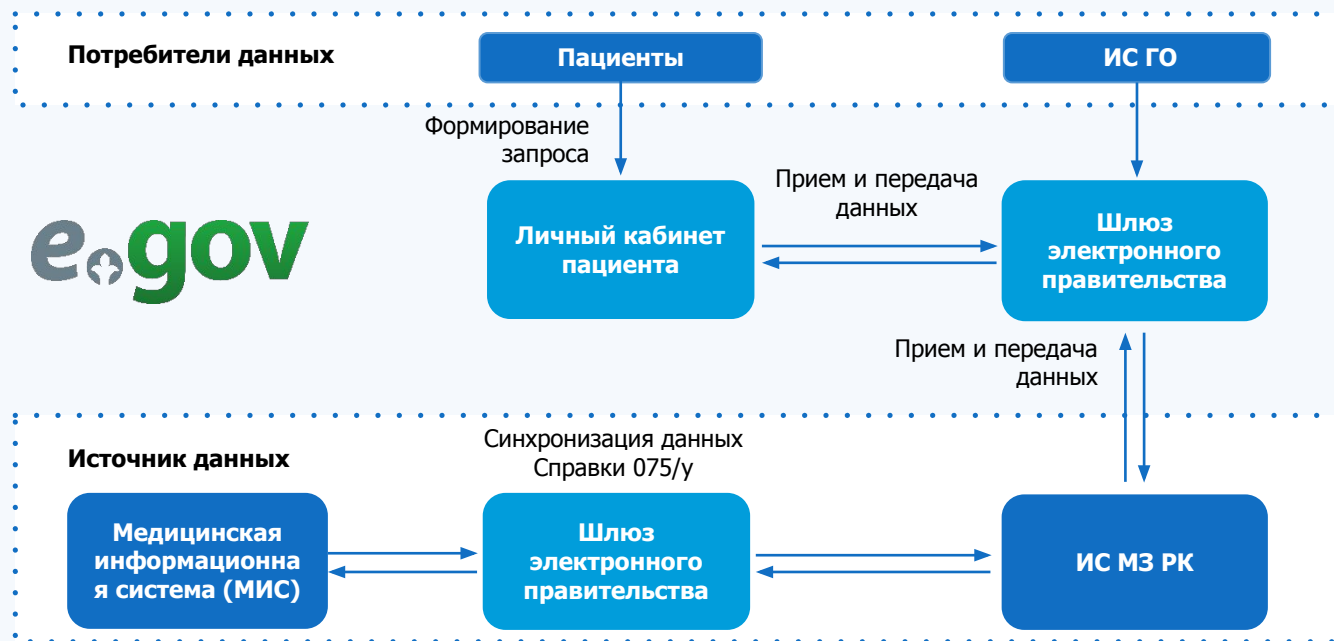 Потребители данных
Пациенты
ИС ГО
Формирование
запроса
Прием и передача
данных
Личный кабинет
пациента
Шлюз
электронного
правительства
e.gov
Прием и передача
данных
Синхронизация данных
Справки 075/у
Источник данных
Медицинская
информационна
я система (МИС)
Шлюз
электронного
правительства
ИС МЗ РК